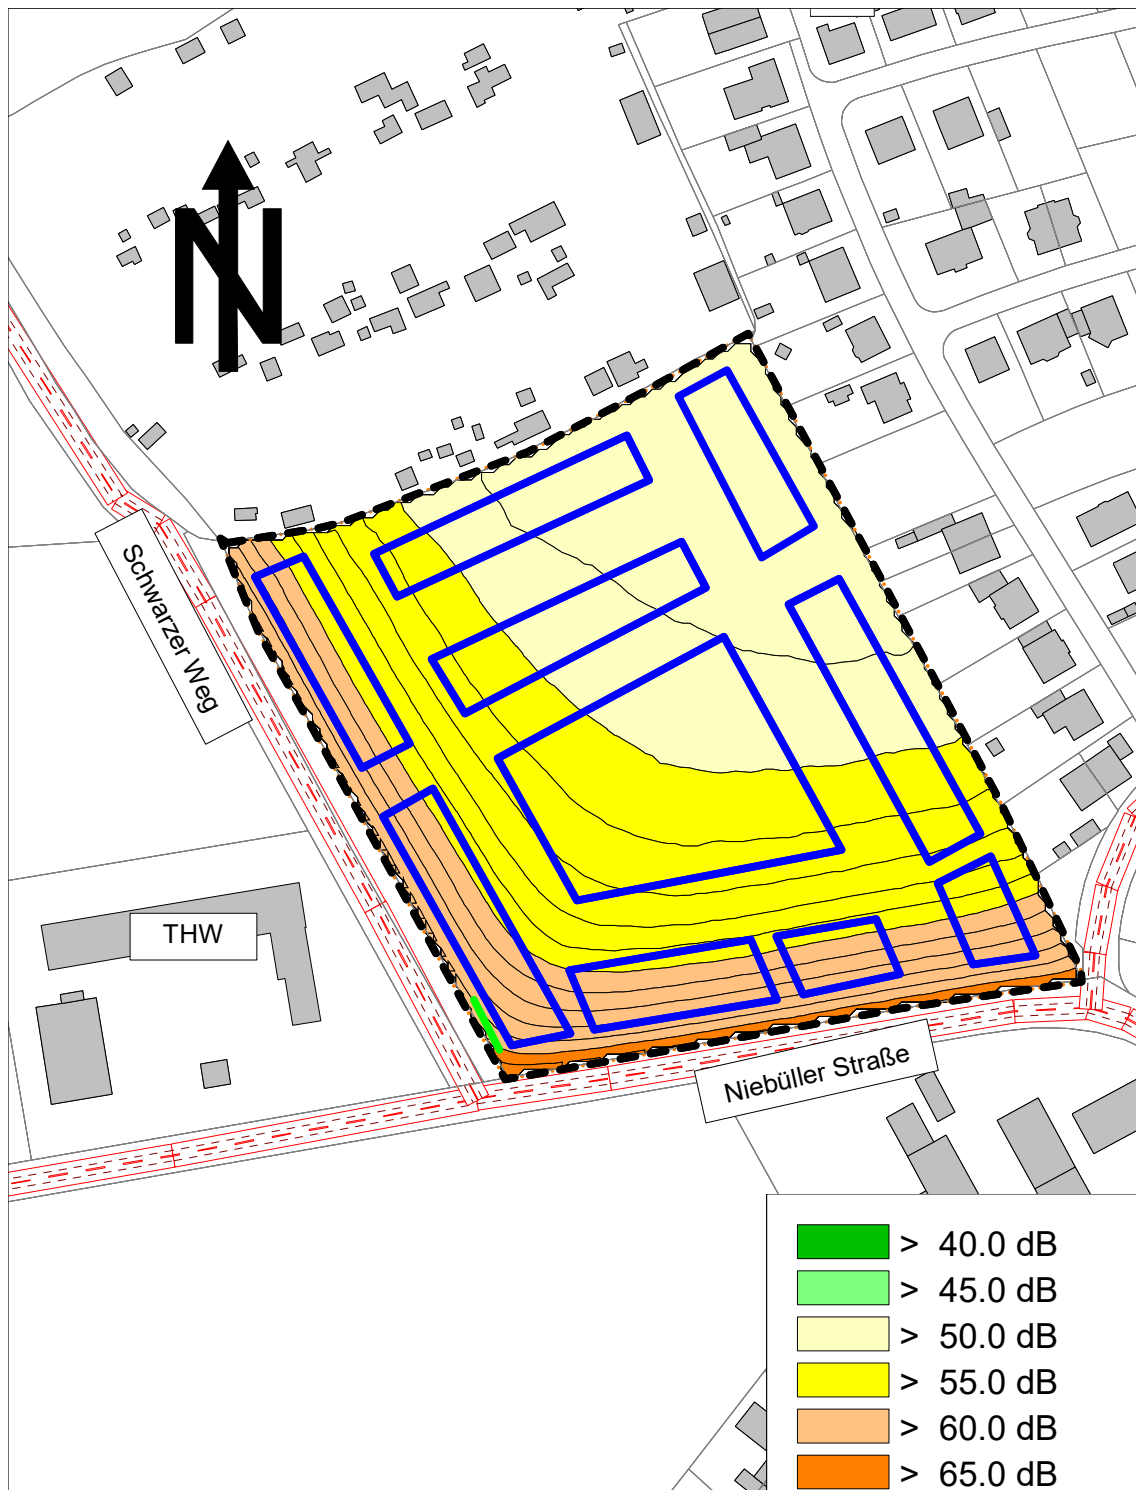 N
Schwarzer Weg
THW
Niebüller Straße
> 40.0 dB
> 45.0 dB
> 50.0 dB
> 55.0 dB
> 60.0 dB
> 65.0 dB